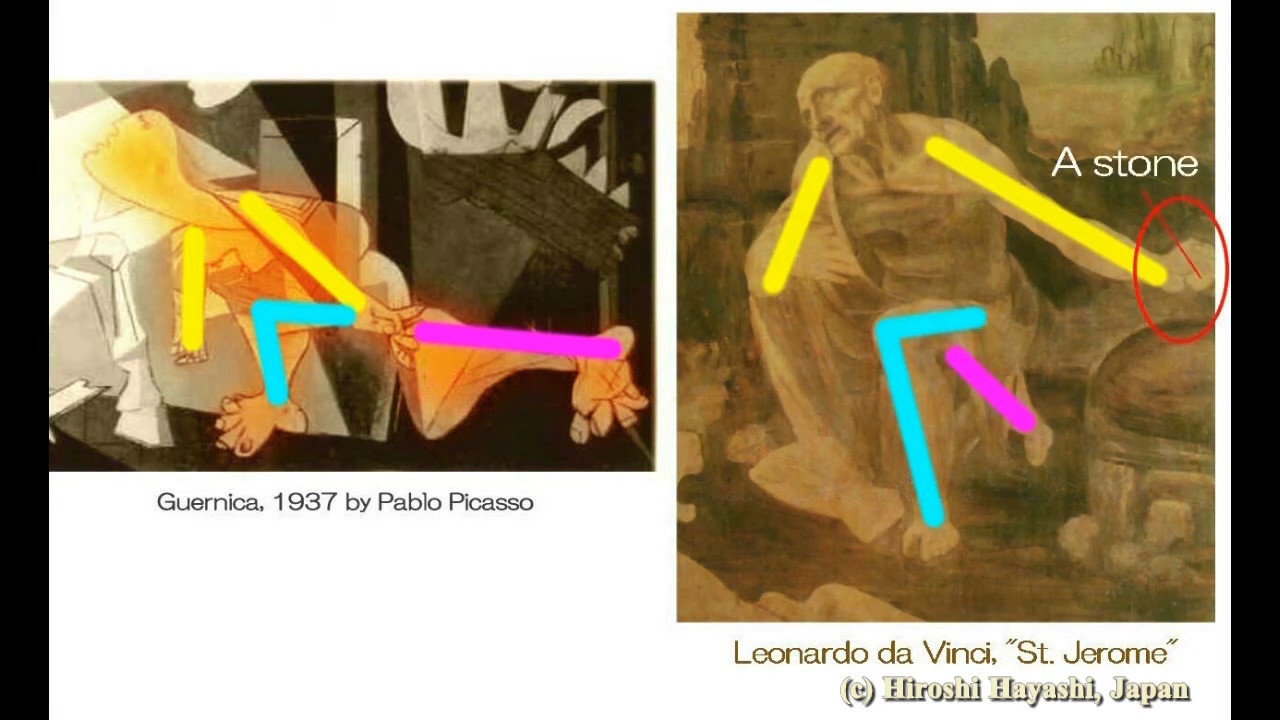 A stone
Guernica, 1937 by Pablo Picasso
Leonardo da Vinci, "St. Jerome"
(c) Hiroshi Hayashi, Japan